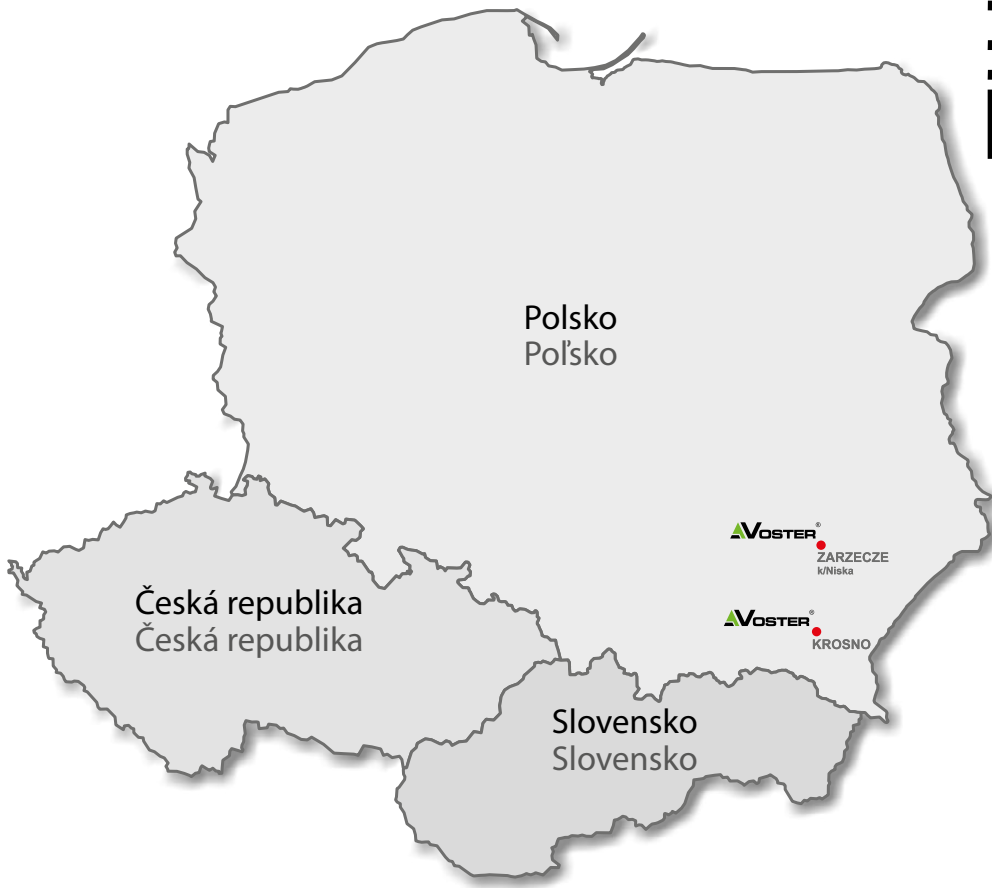 Polsko
Poľsko
VOSTER®
ZARZECZE
k/Niska
Česká republika
Česká republika
VOSTER®
KROSNO
Slovensko
Slovensko